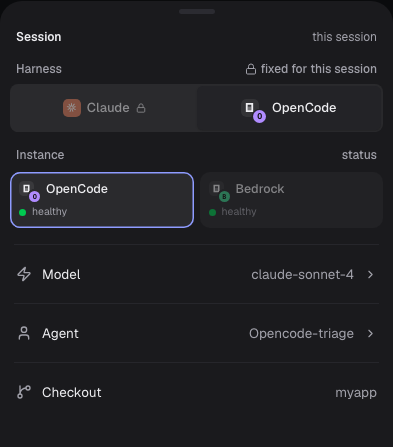 Session this session
Harness fixed for this session
Claude OpenCode
Instance status
OpenCode Bedrock
healthy healthy
Model claude-sonnet-4
Agent Opencode-triage
Checkout myapp